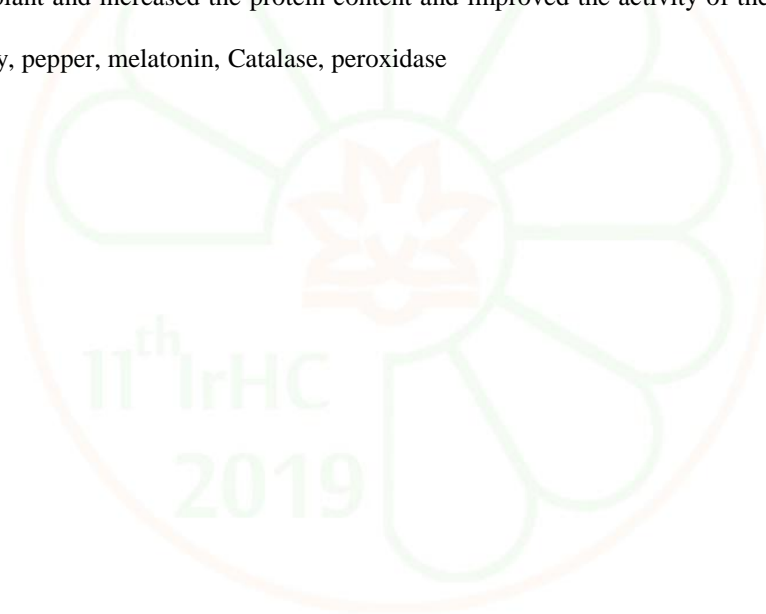 plant and increased the protein content and improved the activity of the
y, pepper, melatonin, Catalase, peroxidase
11th IrHC
2019